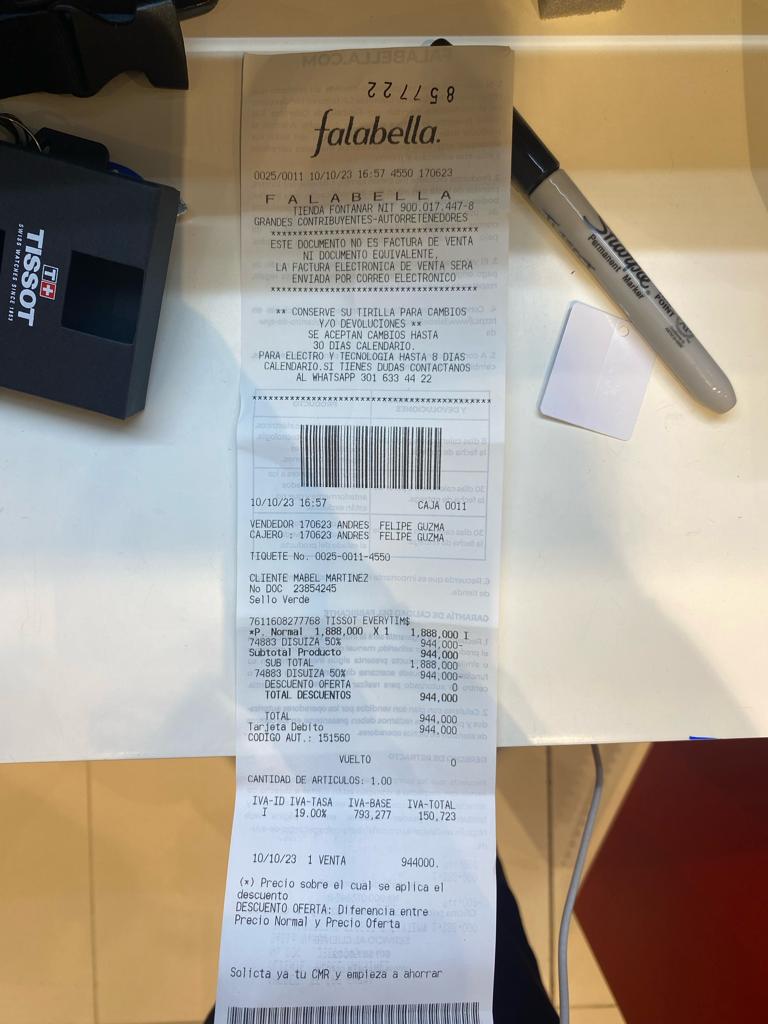 857722
falabella.
0025/0011 10/10/23 16:57 4550 170623
F A L A B E L L A
TIENDA FONTANAR NIT 900.017.447-8
GRANDES CONTRIBUYENTES-AUTORRETENEDORES
****************************************
ESTE DOCUMENTO NO ES FACTURA DE VENTA
NI DOCUMENTO EQUIVALENTE,
LA FACTURA ELECTRONICA DE VENTA SERA
ENVIADA POR CORREO ELECTRONICO
****************************************
** CONSERVE SU TIRILLA PARA CAMBIOS
Y/O DEVOLUCIONES **
SE ACEPTAN CAMBIOS HASTA
30 DIAS CALENDARIO.
PARA ELECTRO Y TECNOLOGIA HASTA 8 DIAS
CALENDARIO.SI TIENES DUDAS CONTACTANOS
AL WHATSAPP 301 633 44 22
****************************************
10/10/23 16:57 CAJA 0011
VENDEDOR 170623 ANDRES FELIPE GUZMA
CAJERO : 170623 ANDRES FELIPE GUZMA
TIQUETE No. 0025-0011-4550
CLIENTE MABEL MARTINEZ
No DOC 23854245
Sello Verde
7611608277768 TISSOT EVERYTIM$
*P. Normal 1,888,000 X 1 1,888,000 I
74883 DISUIZA 50% 944,000-
Subtotal Producto 944,000
SUB TOTAL 1,888,000
74883 DISUIZA 50% 944,000-
DESCUENTO OFERTA 0
TOTAL DESCUENTOS 944,000
TOTAL 944,000
Tarjeta Debito 944,000
CODIGO AUT.: 151560
VUELTO 0
CANTIDAD DE ARTICULOS: 1.00
IVA-ID IVA-TASA IVA-BASE IVA-TOTAL
I 19.00% 793,277 150,723
10/10/23 1 VENTA 944000.
(*) Precio sobre el cual se aplica el
descuento
DESCUENTO OFERTA: Diferencia entre
Precio Normal y Precio Oferta
Solicta ya tu CMR y empieza a ahorrar
TISSOT
SWISS WATCHES SINCE 1853
Sharpie
Permanent Marker
POINT